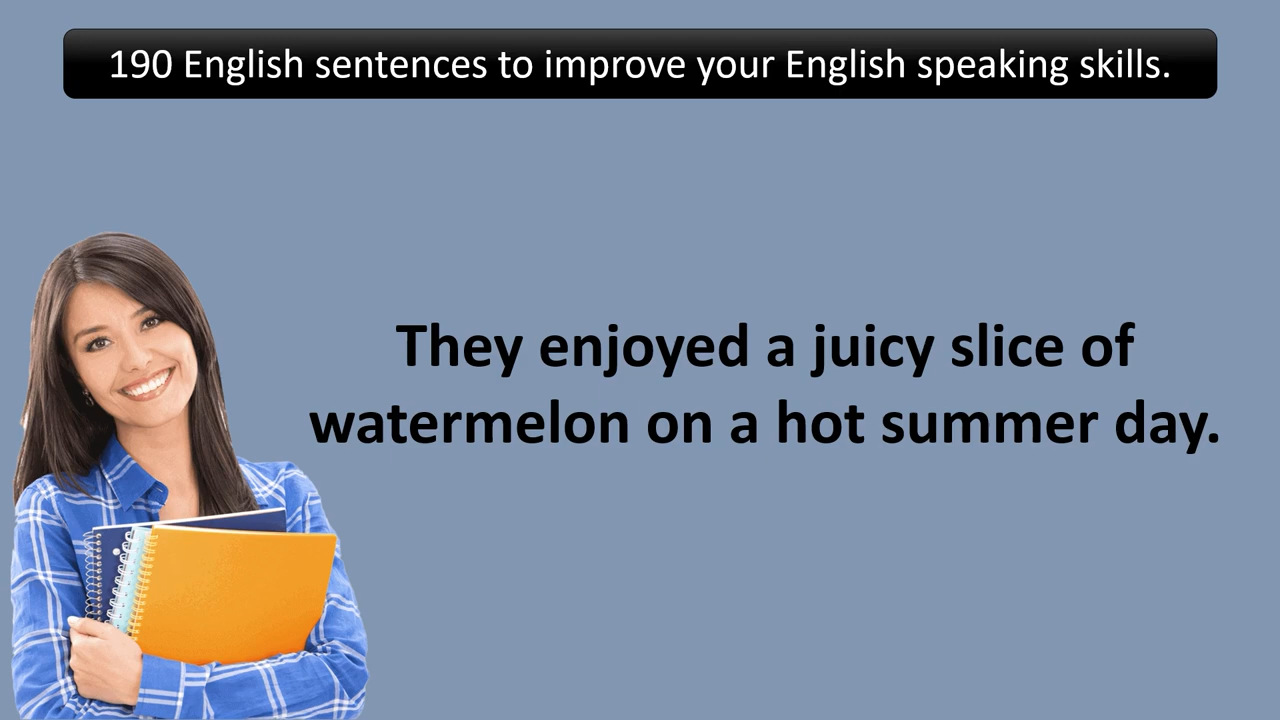 190 English sentences to improve your English speaking skills.
They enjoyed a juicy slice of
watermelon on a hot summer day.